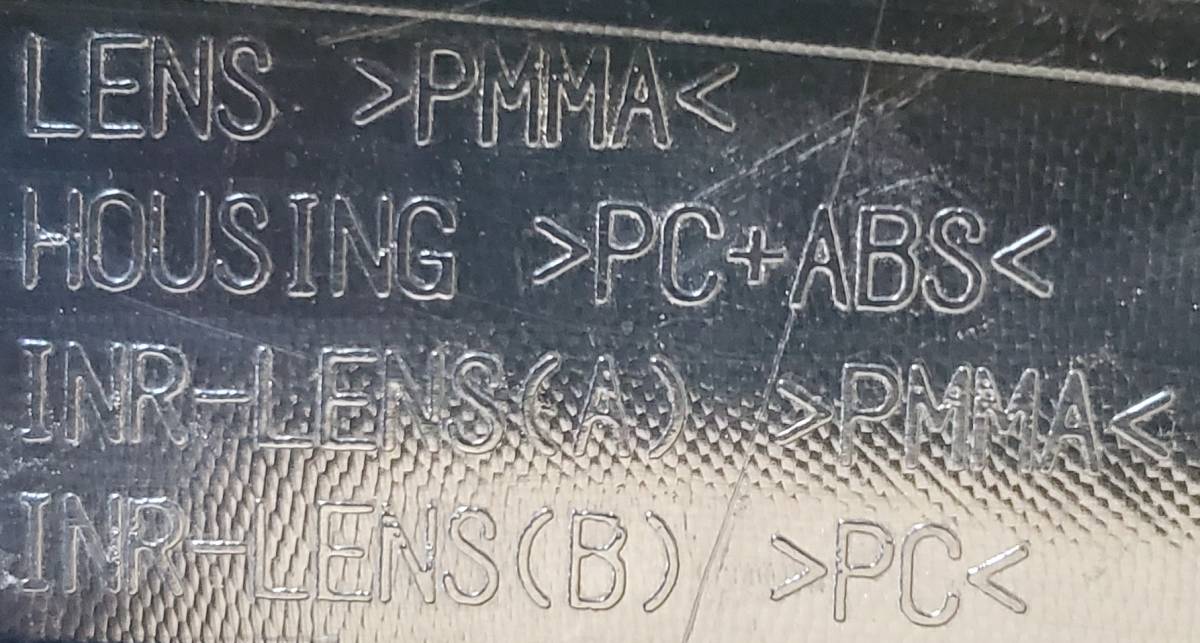 LENS >PMMA<
HOUSING >PC+ABS<
INR-LENS(A) >PMMA<
INR-LENS(B) >PC<